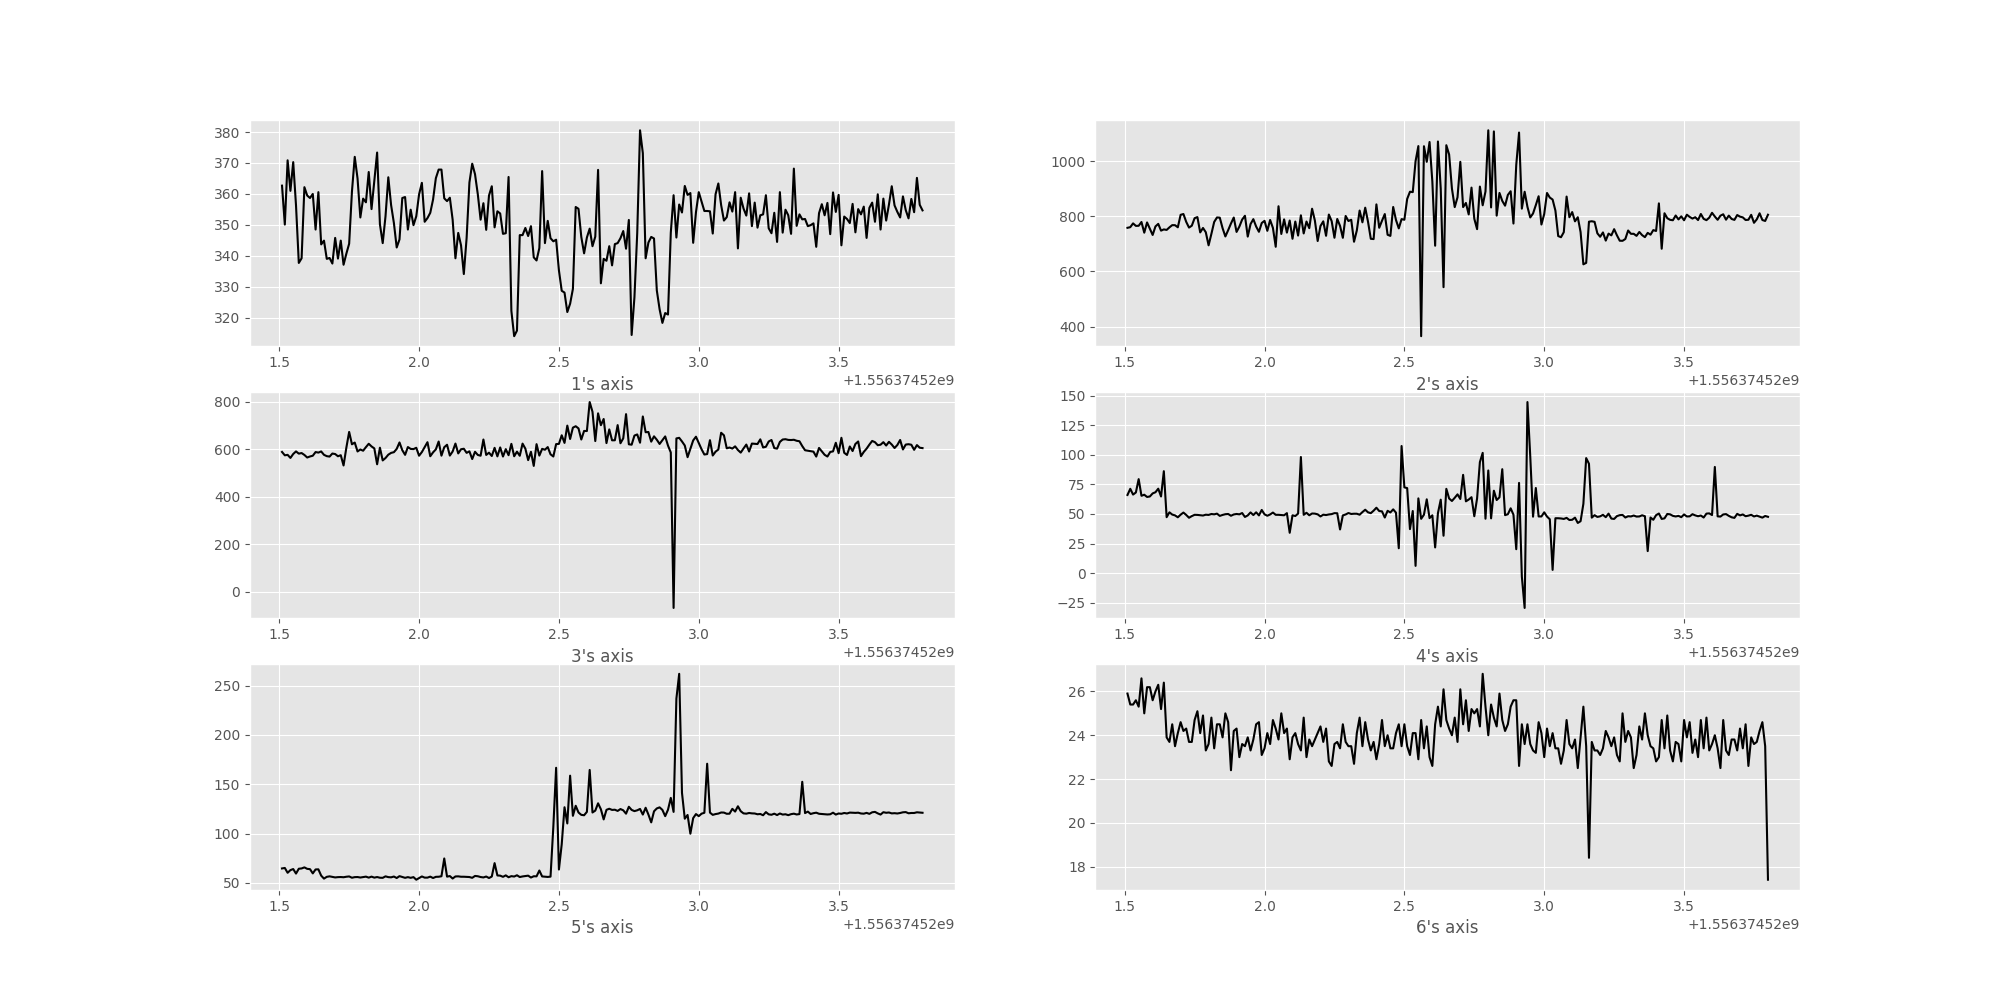 380
370
360
350
340
330
320
1.5 2.0 2.5 3.0 3.5
1's axis +1.55637452e9
1000
800
600
400
1.5 2.0 2.5 3.0 3.5
2's axis +1.55637452e9
800
600
400
200
0
1.5 2.0 2.5 3.0 3.5
3's axis +1.55637452e9
150
125
100
75
50
25
0
−25
1.5 2.0 2.5 3.0 3.5
4's axis +1.55637452e9
250
200
150
100
50
1.5 2.0 2.5 3.0 3.5
5's axis +1.55637452e9
26
24
22
20
18
1.5 2.0 2.5 3.0 3.5
6's axis +1.55637452e9